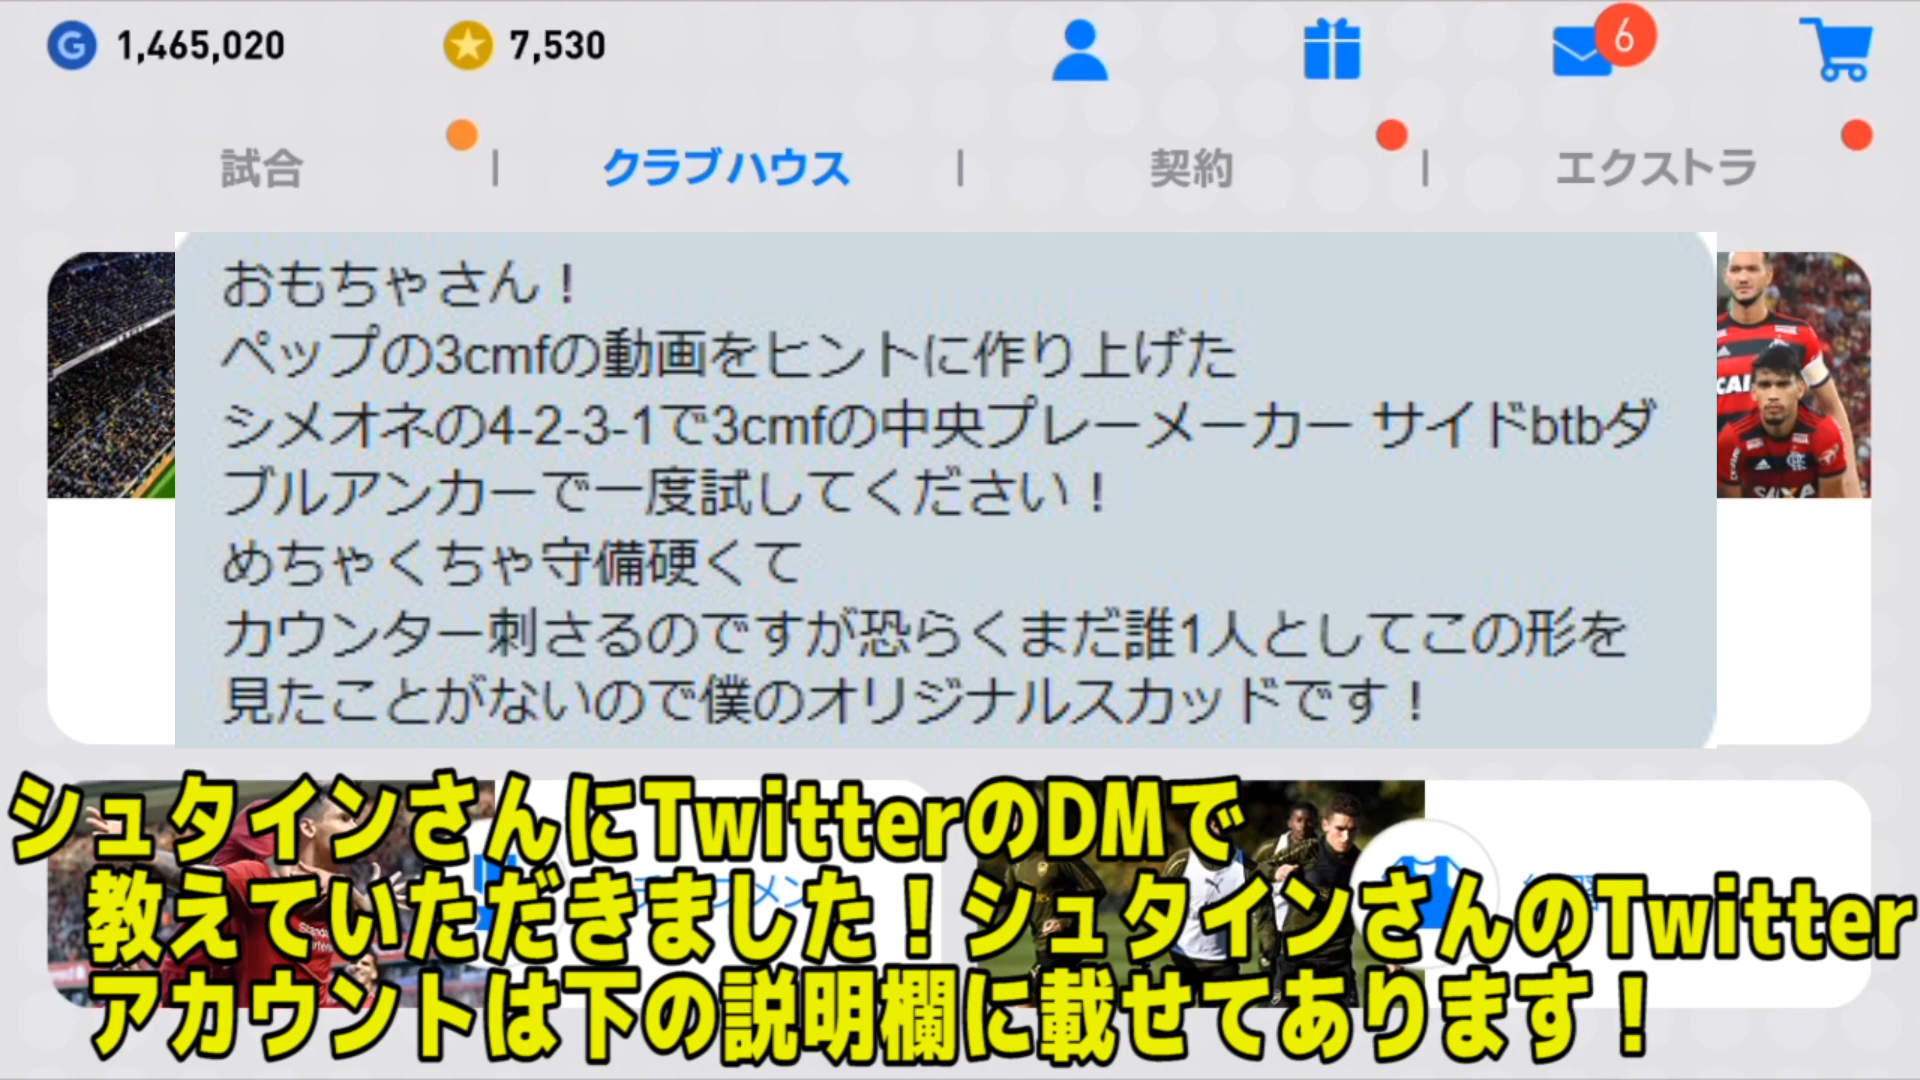 1,465,020
7,530
6
試合
クラブハウス
契約
エクストラ
おもちゃさん！
ペップの3cmfの動画をヒントに作り上げた
シメオネの4-2-3-1で3cmfの中央プレーメーカー サイドbtbダ
ブルアンカーで一度試してください！
めちゃくちゃ守備硬くて
カウンター刺さるのですが恐らくまだ誰1人としてこの形を
見たことがないので僕のオリジナルスカッドです！
シュタインさんにTwitterのDMで
教えていただきました！シュタインさんのTwitter
アカウントは下の説明欄に載せてあります！